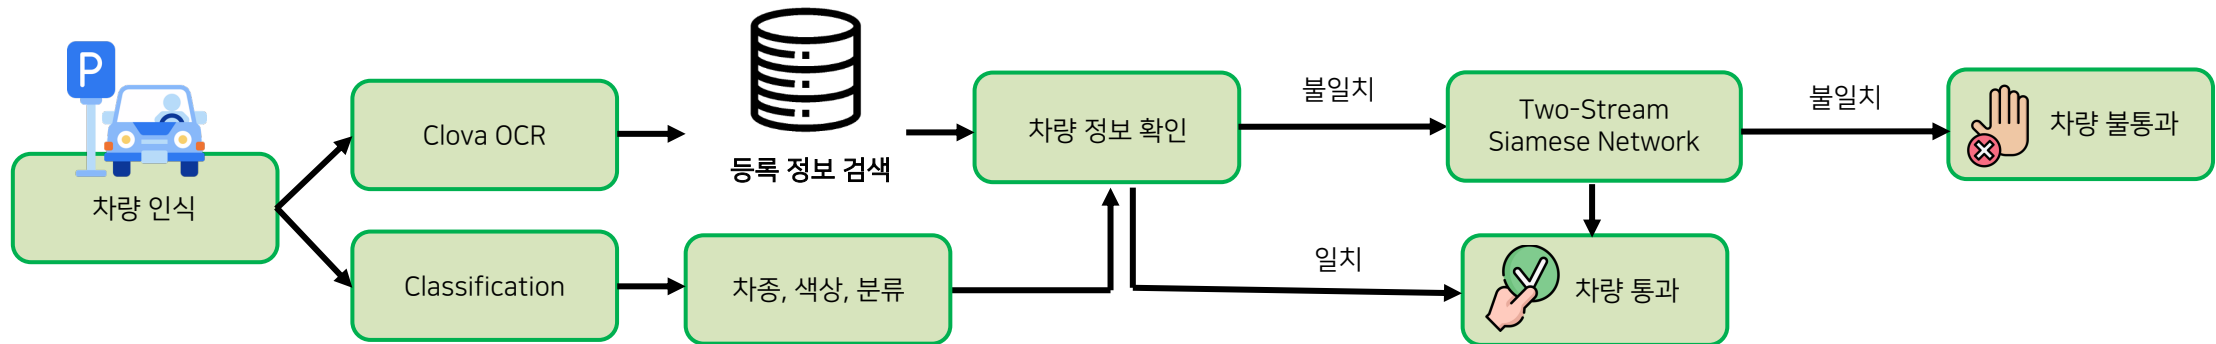 P
차량 인식
Clova OCR
Classification
등록 정보 검색
차종, 색상, 분류
차량 정보 확인
불일치
일치
Two-Stream
Siamese Network
차량 통과
불일치
차량 불통과